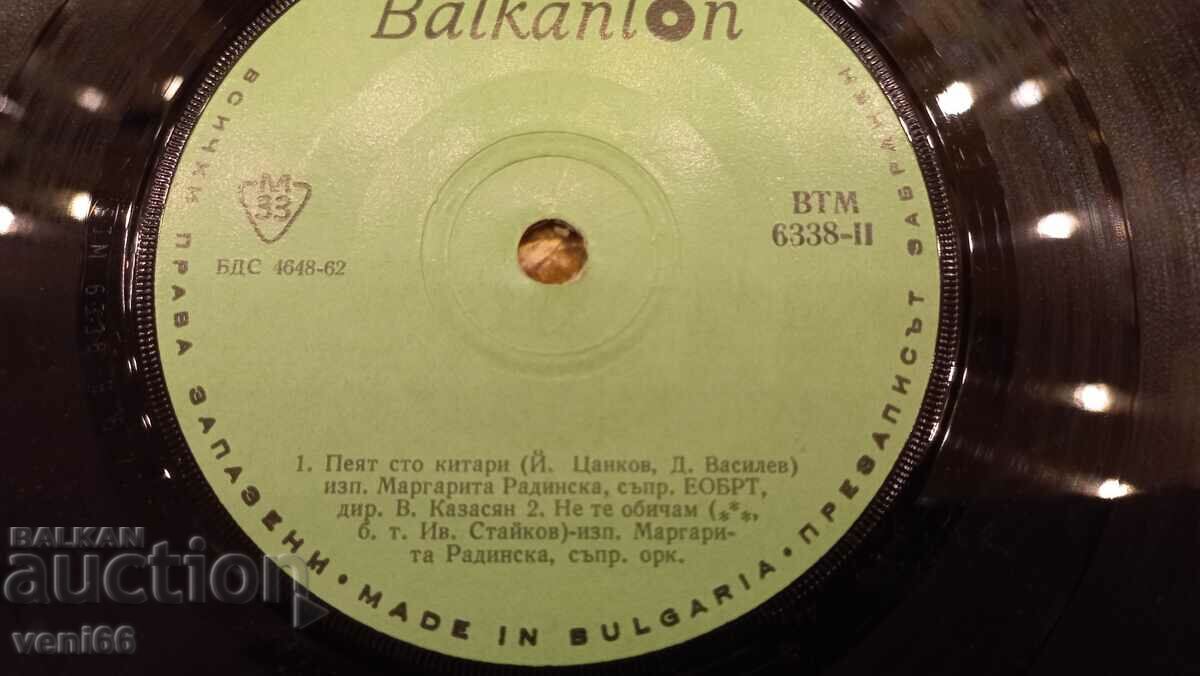 Balkanton
ВСИЧКИ ПРАВА ЗАПАЗЕНИ • MADE IN BULGARIA • ПРЕЗАПИСЪТ ЗАБРАНЕН
М
33
БДС 4648-62
ВТМ
6338-II
1. Пеят сто китари (Й. Цанков, Д. Василев)
изп. Маргарита Радинска, съпр. ЕОБРТ,
дир. В. Казасян 2. Не те обичам (***,
б. т. Ив. Стайков)-изп. Маргари-
та Радинска, съпр. орк.
BALKAN
auction
veni66